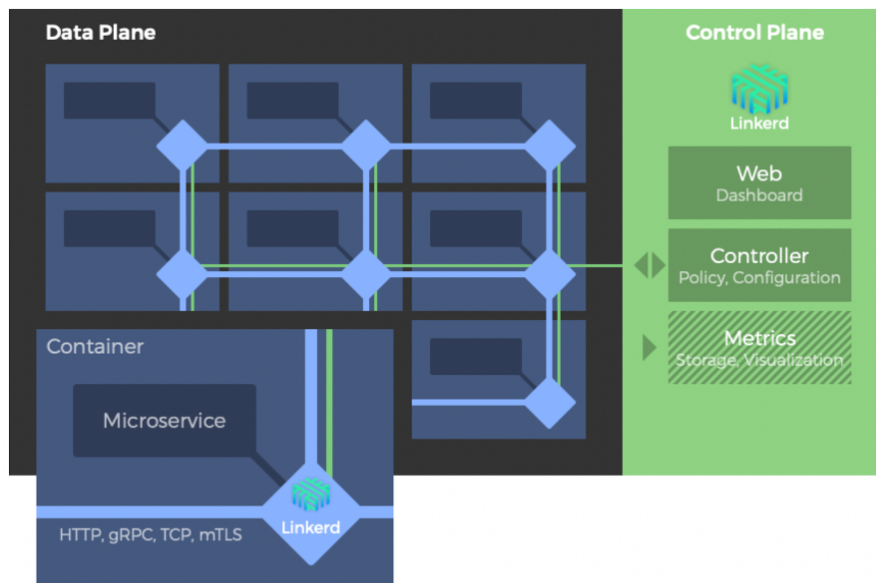 Data Plane
Control Plane
Linkerd
Web
Dashboard
Controller
Policy, Configuration
Metrics
Storage, Visualization
Container
Microservice
Linkerd
HTTP, gRPC, TCP, mTLS